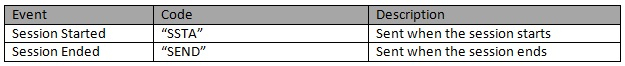 Event Code Description
Session Started “SSTA” Sent when the session starts
Session Ended “SEND” Sent when the session ends